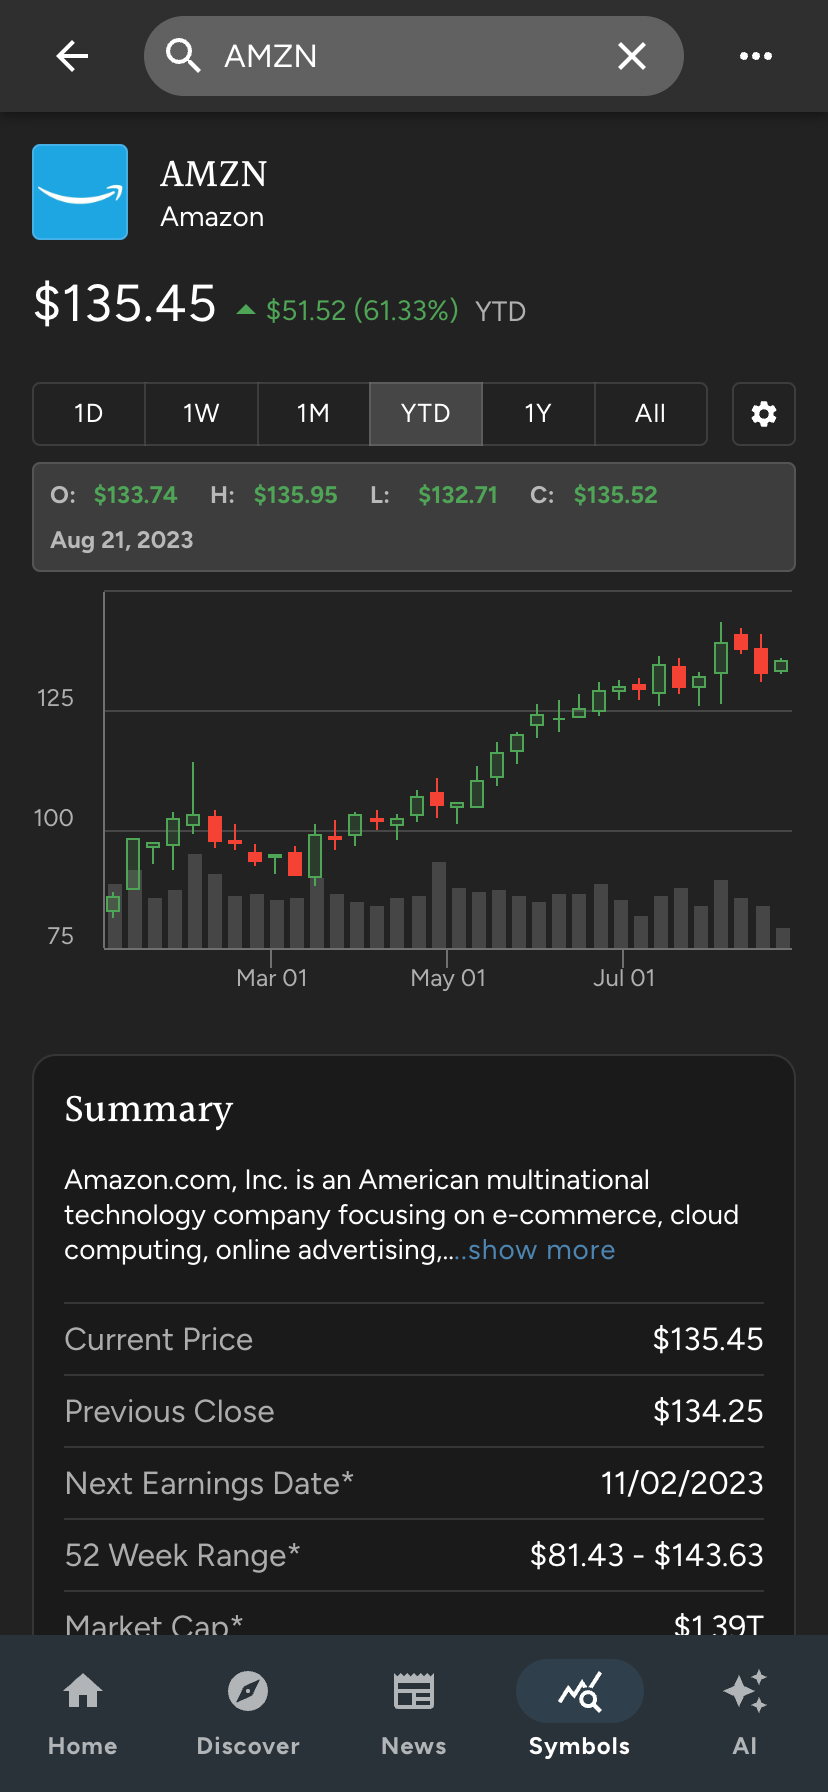 AMZN
AMZN
Amazon
$135.45 $51.52 (61.33%) YTD
1D 1W 1M YTD 1Y All
O: $133.74 H: $135.95 L: $132.71 C: $135.52
Aug 21, 2023
125
100
75
Mar 01 May 01 Jul 01
Summary
Amazon.com, Inc. is an American multinational
technology company focusing on e-commerce, cloud
computing, online advertising,....show more
Current Price $135.45
Previous Close $134.25
Next Earnings Date* 11/02/2023
52 Week Range* $81.43 - $143.63
Market Cap* $1.39T
Home Discover News Symbols AI